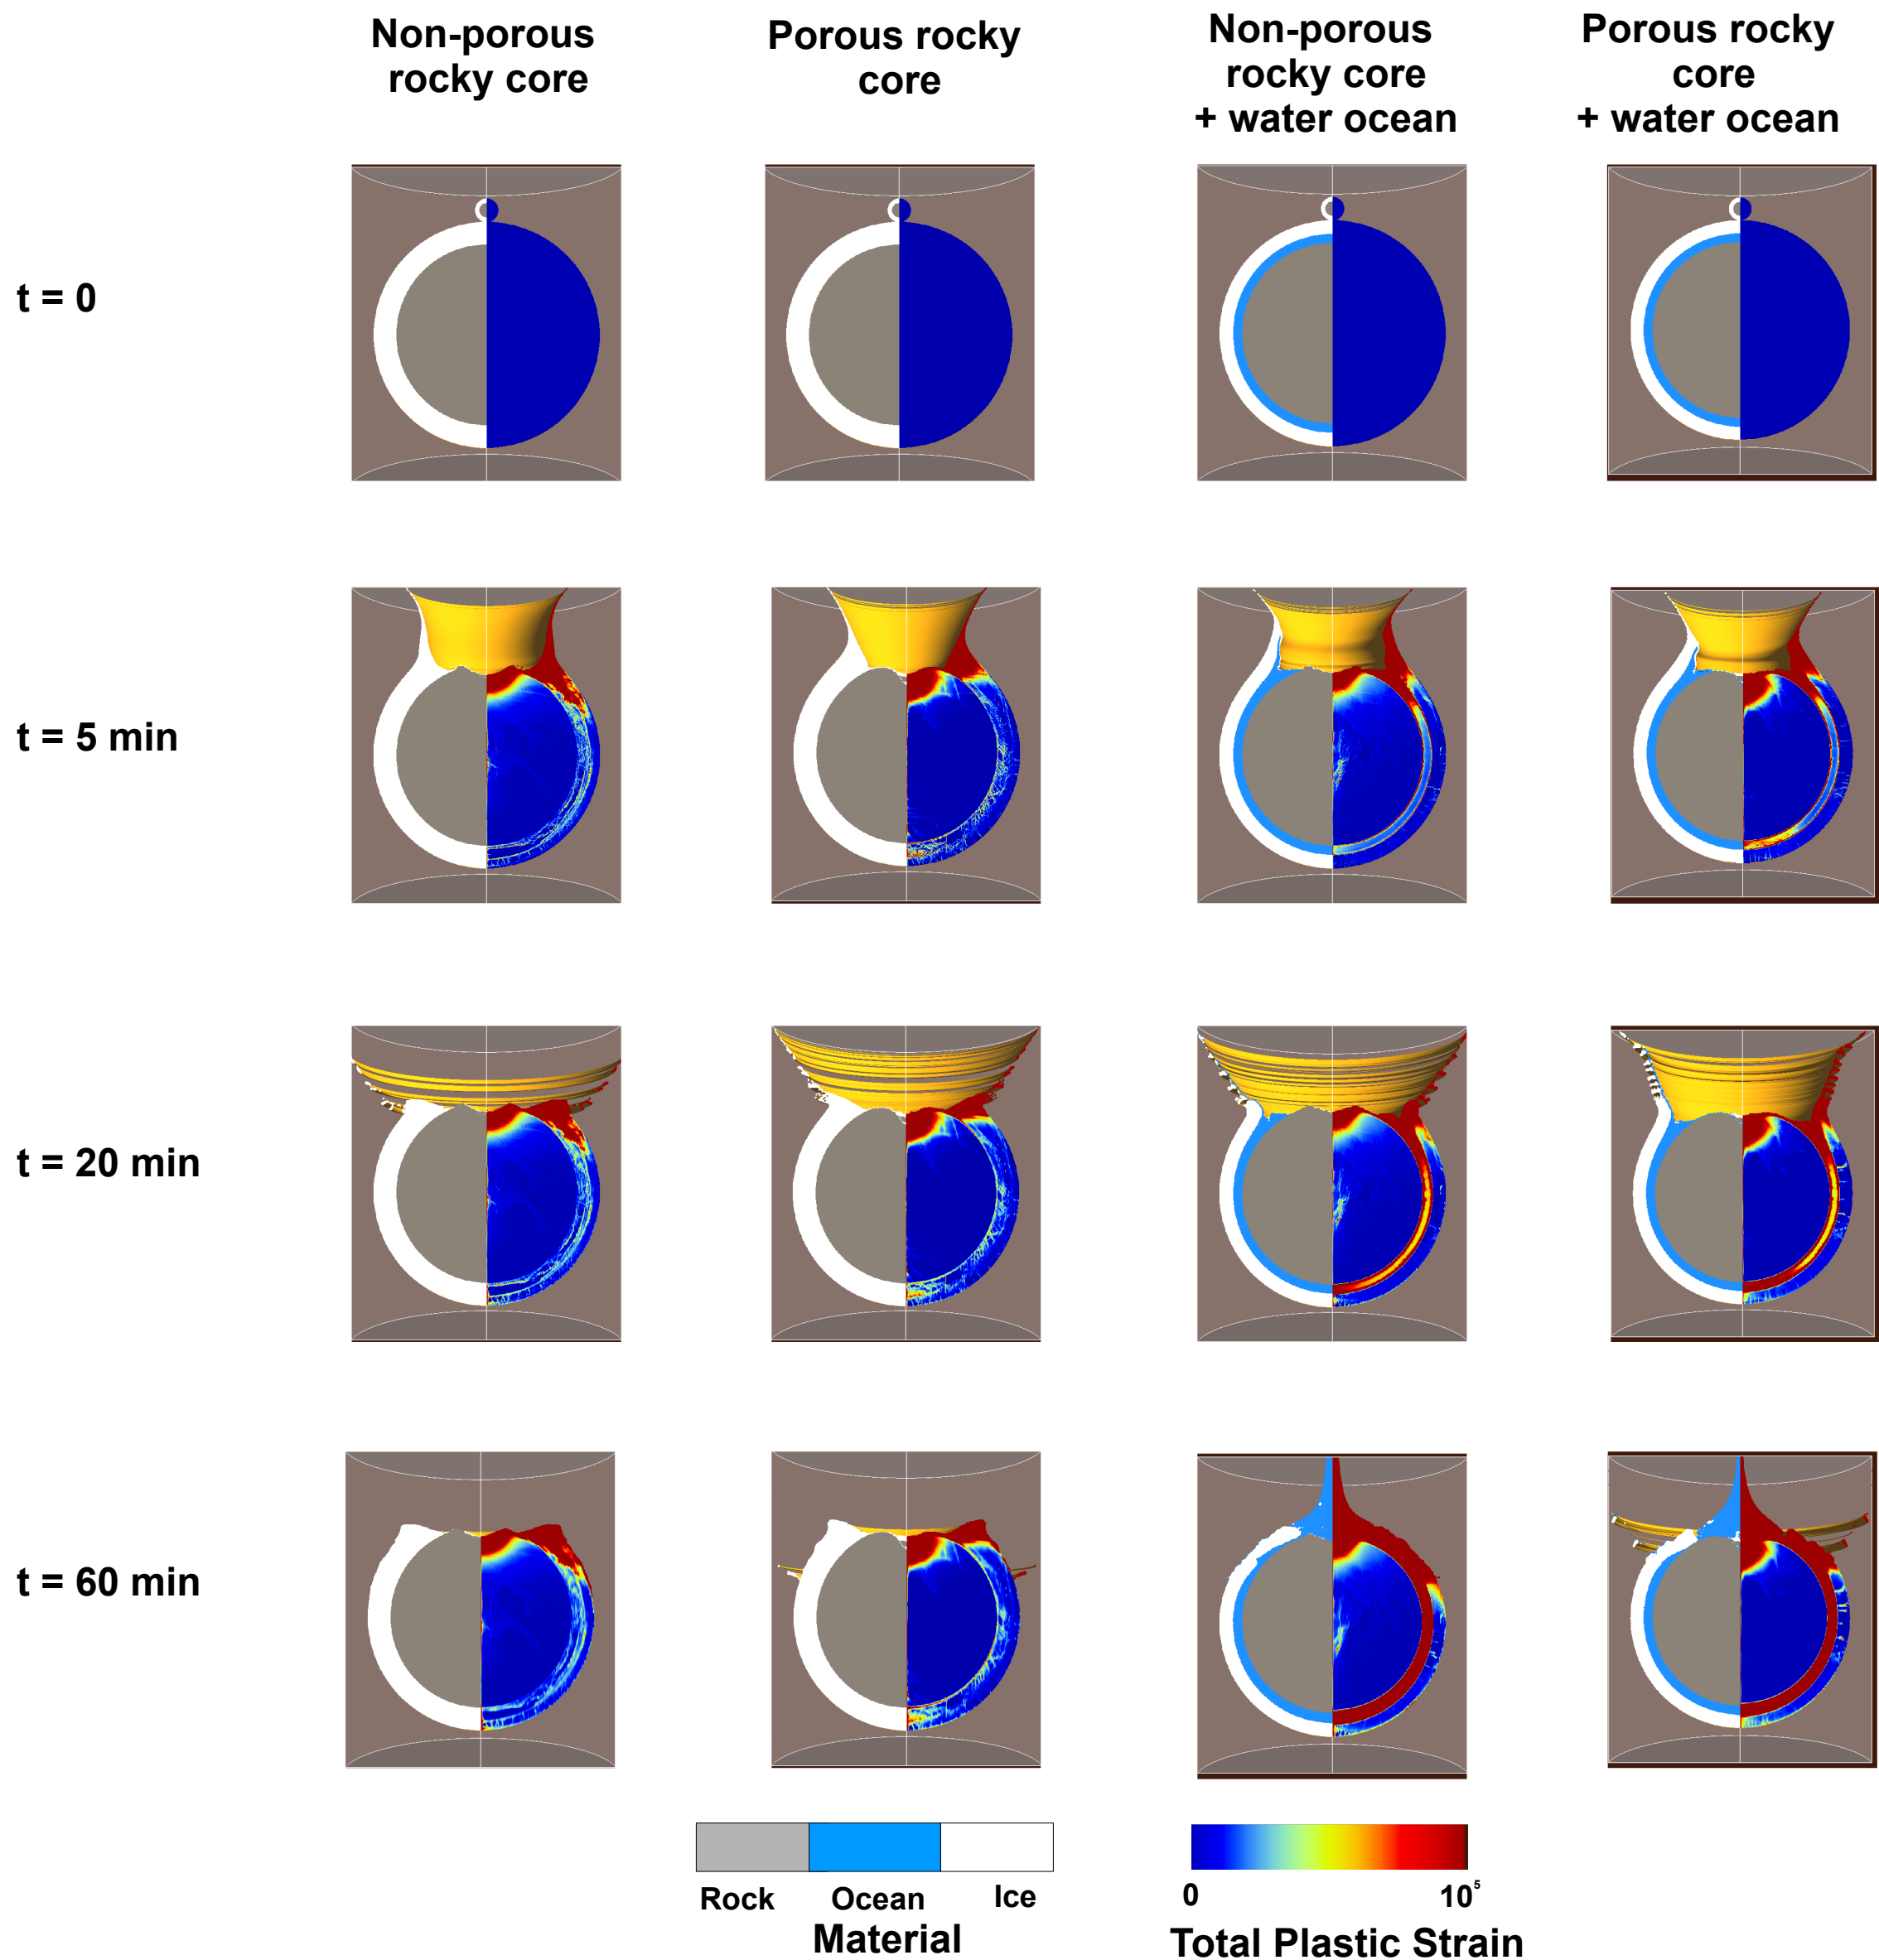 Non-porous
rocky core
Porous rocky
core
Non-porous
rocky core
+ water ocean
Porous rocky
core
+ water ocean
t = 0
t = 5 min
t = 20 min
t = 60 min
Rock
Ocean
Ice
Material
0
10⁵
Total Plastic Strain